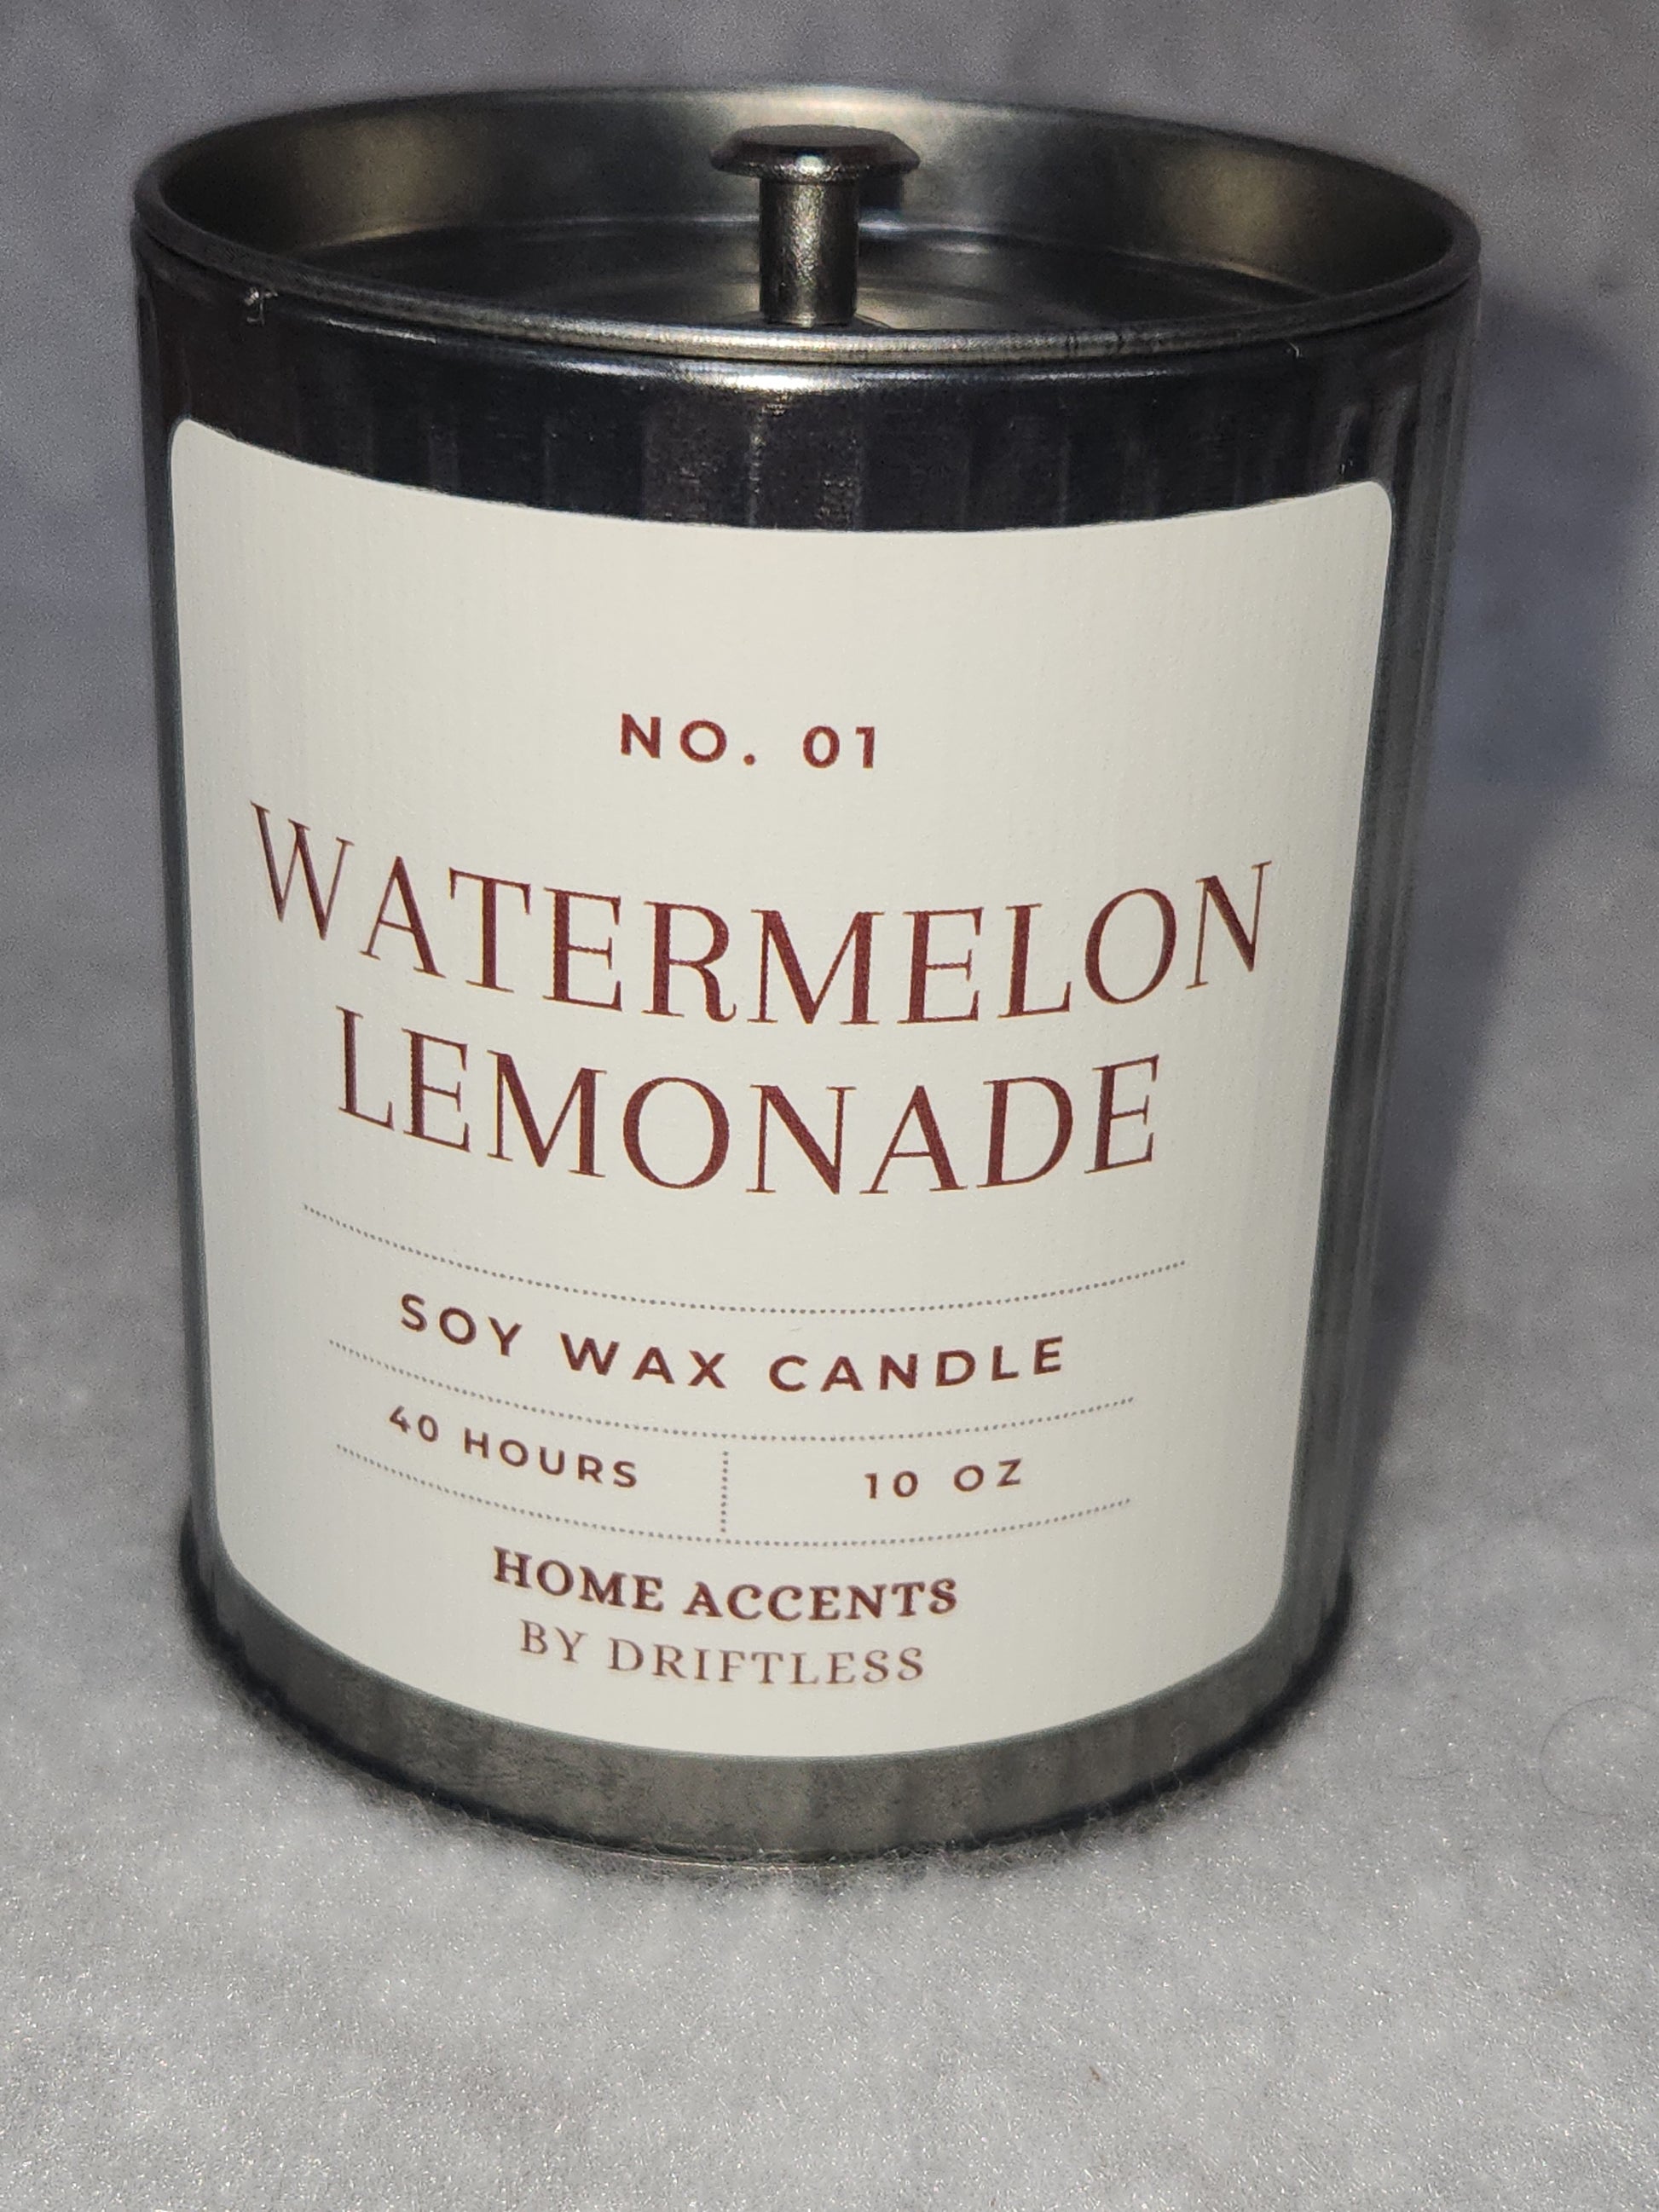 NO. 01
WATERMELON
LEMONADE
SOY WAX CANDLE
40 HOURS
10 OZ
HOME ACCENTS
BY DRIFTLESS